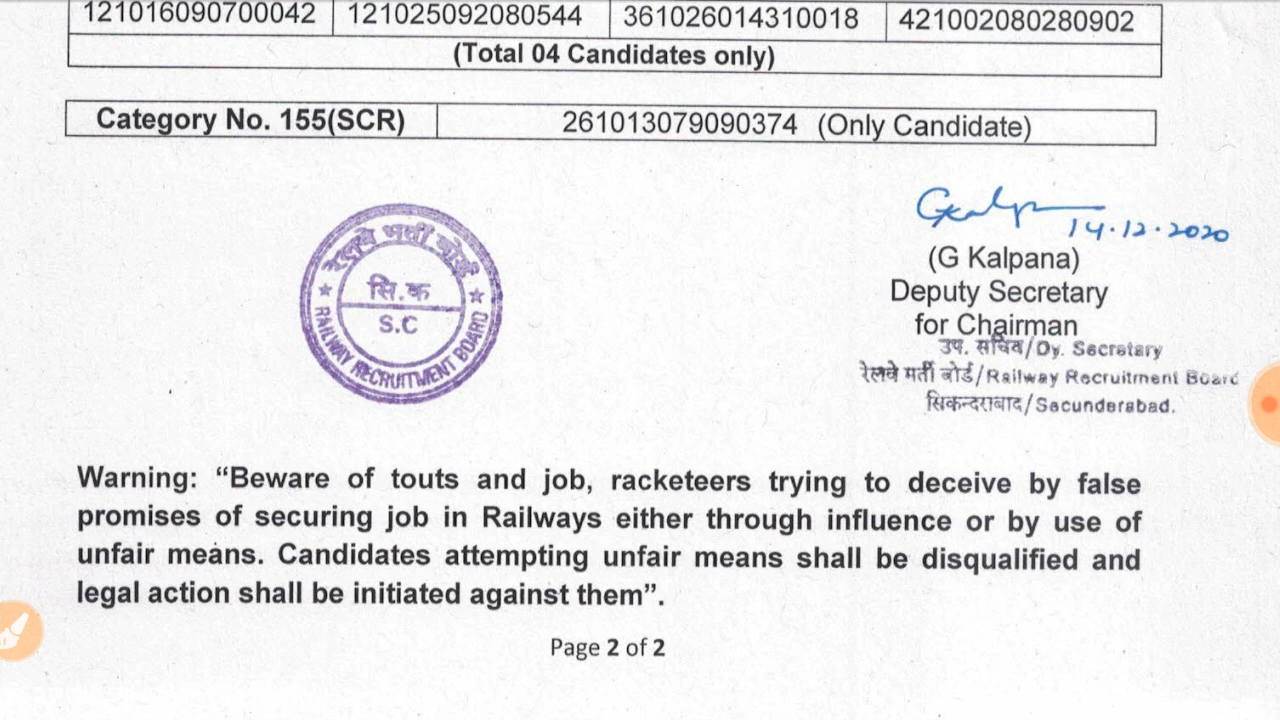 121016090700042 121025092080544 361026014310018 421002080280902
(Total 04 Candidates only)
Category No. 155(SCR) 261013079090374 (Only Candidate)
रेलवे भर्ती बोर्ड
सि.क
S.C
RAILWAY RECRUITMENT BOARD
14.12.2020
(G Kalpana)
Deputy Secretary
for Chairman
उप. सचिव/Dy. Secretary
रेलवे भर्ती बोर्ड/Railway Recruitment Board
सिकन्दराबाद/Secunderabad.
Warning: “Beware of touts and job, racketeers trying to deceive by false
promises of securing job in Railways either through influence or by use of
unfair means. Candidates attempting unfair means shall be disqualified and
legal action shall be initiated against them”.
Page 2 of 2